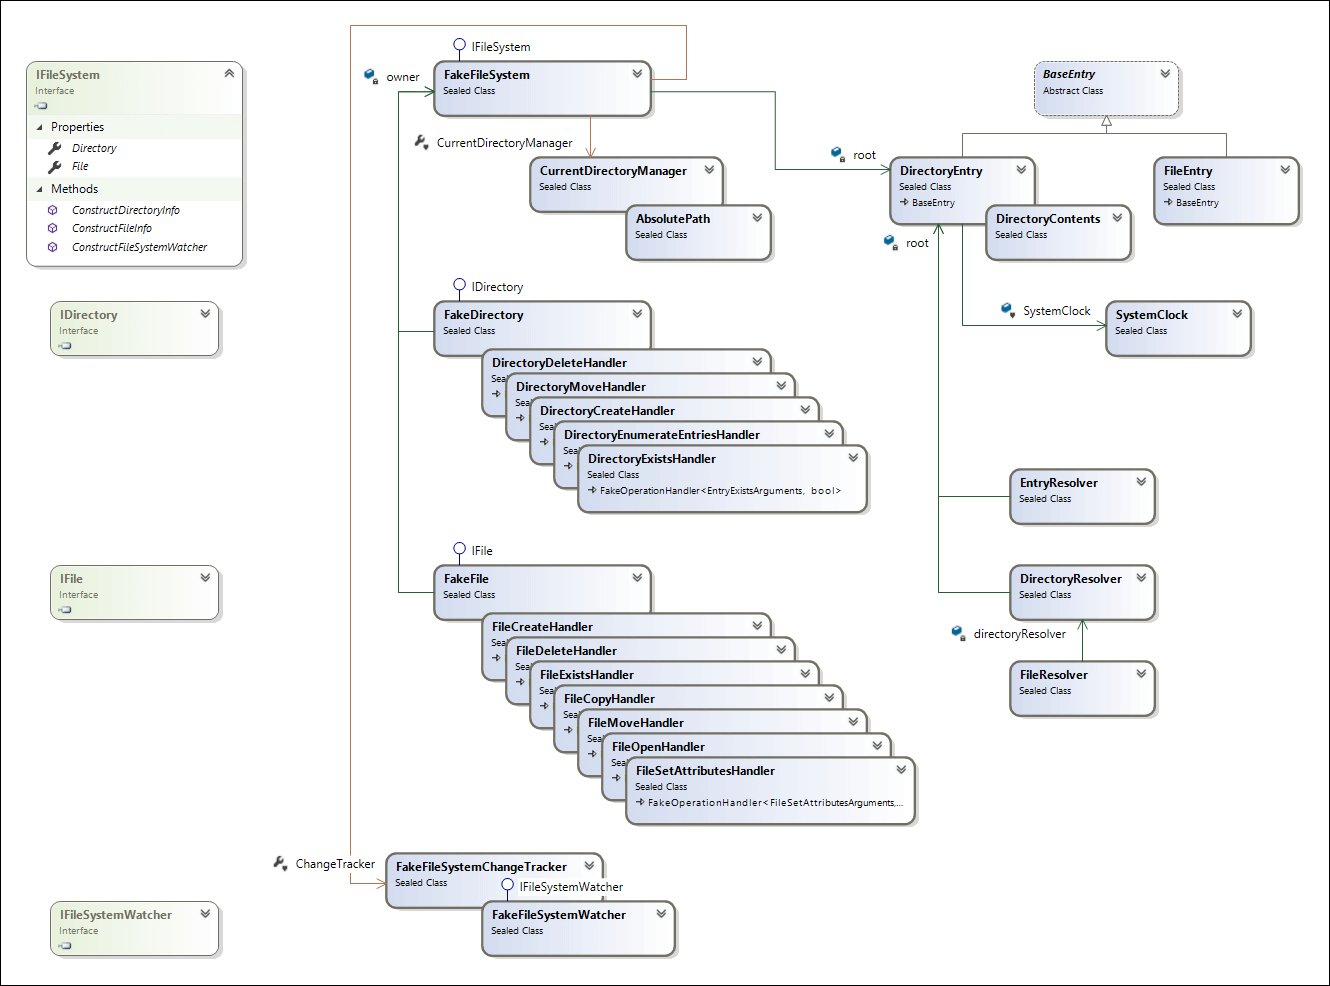 IFileSystem
Interface
Properties
Directory
File
Methods
ConstructDirectoryInfo
ConstructFileInfo
ConstructFileSystemWatcher
IDirectory
Interface
IFile
Interface
IFileSystemWatcher
Interface
IFileSystem
owner
FakeFileSystem
Sealed Class
CurrentDirectoryManager
CurrentDirectoryManager
Sealed Class
AbsolutePath
Sealed Class
IDirectory
FakeDirectory
Sealed Class
DirectoryDeleteHandler
Sea
DirectoryMoveHandler
Sea
DirectoryCreateHandler
Sea
DirectoryEnumerateEntriesHandler
Sea
DirectoryExistsHandler
Sealed Class
FakeOperationHandler<EntryExistsArguments, bool>
IFile
FakeFile
Sealed Class
FileCreateHandler
Sea
FileDeleteHandler
Sea
FileExistsHandler
Sea
FileCopyHandler
Sea
FileMoveHandler
Sea
FileOpenHandler
Sea
FileSetAttributesHandler
Sealed Class
FakeOperationHandler<FileSetAttributesArguments,...
ChangeTracker
FakeFileSystemChangeTracker
Sealed Class
IFileSystemWatcher
FakeFileSystemWatcher
Sealed Class
BaseEntry
Abstract Class
root
DirectoryEntry
Sealed Class
BaseEntry
DirectoryContents
Sealed Class
FileEntry
Sealed Class
BaseEntry
root
SystemClock
SystemClock
Sealed Class
EntryResolver
Sealed Class
DirectoryResolver
Sealed Class
directoryResolver
FileResolver
Sealed Class